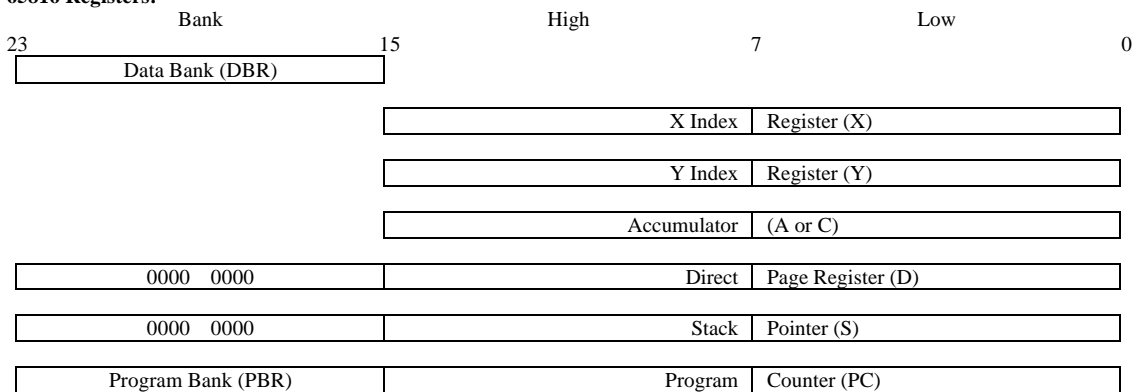 65816 Registers:
Bank High Low
23 15 7 0
Data Bank (DBR)
X Index Register (X)
Y Index Register (Y)
Accumulator (A or C)
0000 0000 Direct Page Register (D)
0000 0000 Stack Pointer (S)
Program Bank (PBR) Program Counter (PC)